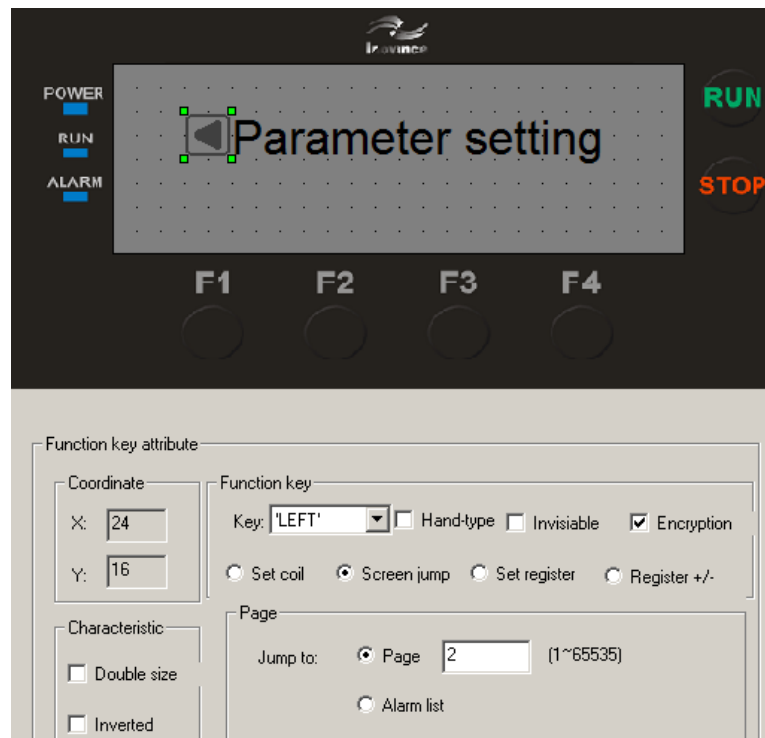 inovince
POWER
RUN
ALARM
Parameter setting
RUN
STOP
F1 F2 F3 F4
Function key attribute
Coordinate
X: 24
Y: 16
Function key
Key: 'LEFT' Hand-type Invisiable Encryption
Set coil Screen jump Set register Register +/-
Characteristic
Double size
Inverted
Page
Jump to: Page 2 (1~65535)
Alarm list